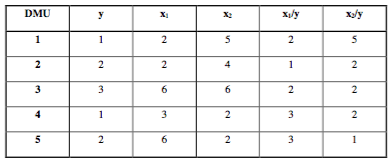 DMU y x₁ x₂ x₁/y x₂/y
1 1 2 5 2 5
2 2 2 4 1 2
3 3 6 6 2 2
4 1 3 2 3 2
5 2 6 2 3 1